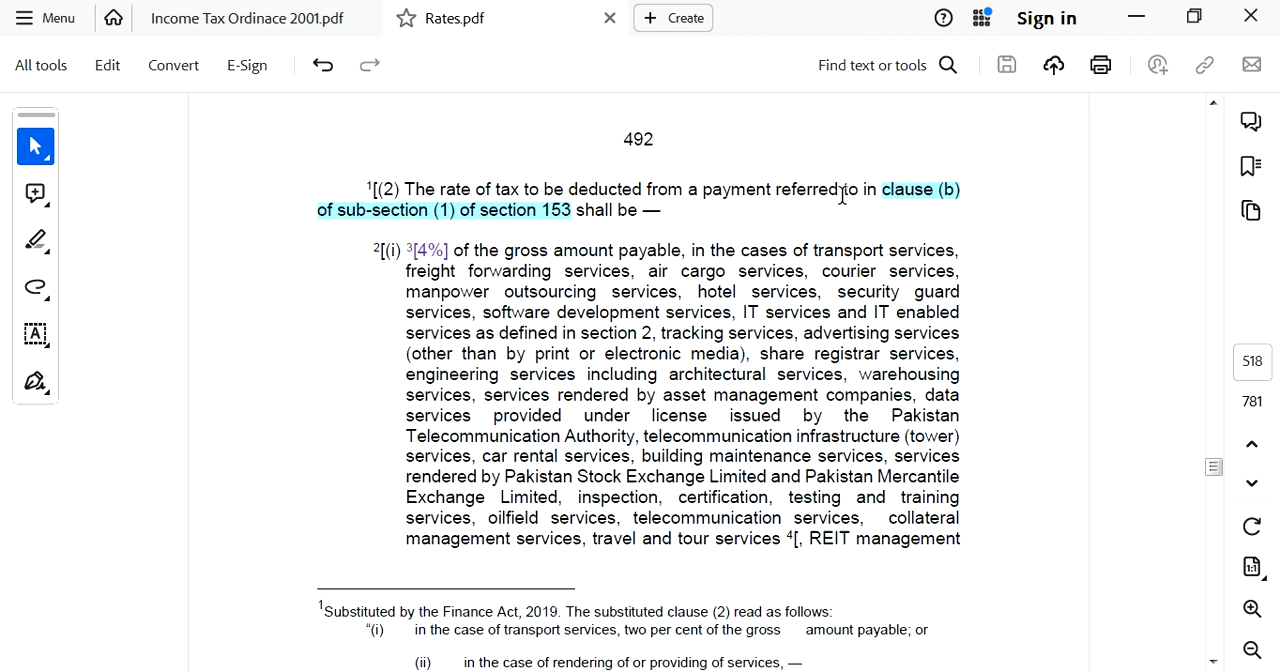 Menu
Income Tax Ordinace 2001.pdf
Rates.pdf
Create
Sign in
All tools
Edit
Convert
E-Sign
Find text or tools
492
1[(2) The rate of tax to be deducted from a payment referred to in clause (b)
of sub-section (1) of section 153 shall be —
2[(i) 3[4%] of the gross amount payable, in the cases of transport services,
freight forwarding services, air cargo services, courier services,
manpower outsourcing services, hotel services, security guard
services, software development services, IT services and IT enabled
services as defined in section 2, tracking services, advertising services
(other than by print or electronic media), share registrar services,
engineering services including architectural services, warehousing
services, services rendered by asset management companies, data
services provided under license issued by the Pakistan
Telecommunication Authority, telecommunication infrastructure (tower)
services, car rental services, building maintenance services, services
rendered by Pakistan Stock Exchange Limited and Pakistan Mercantile
Exchange Limited, inspection, certification, testing and training
services, oilfield services, telecommunication services, collateral
management services, travel and tour services 4[, REIT management
1Substituted by the Finance Act, 2019. The substituted clause (2) read as follows:
“(i) in the case of transport services, two per cent of the gross amount payable; or
(ii) in the case of rendering of or providing of services, —
518
781
1:1